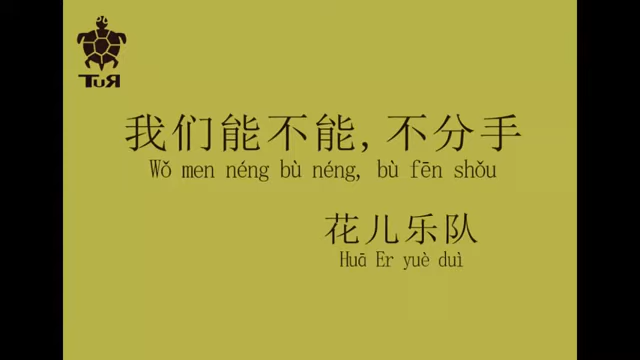 TuЯ
我们能不能,不分手
Wǒ men néng bù néng, bù fēn shǒu
花儿乐队
Huā Er yuè duì